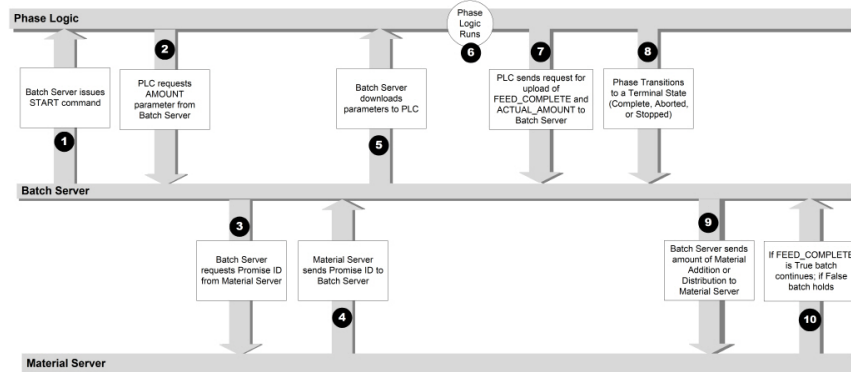 Phase Logic
Phase
Logic
Runs
6
2
7
8
Batch Server issues
START command
PLC requests
AMOUNT
parameter from
Batch Server
Batch Server
downloads
parameters to PLC
PLC sends request for
upload of
FEED_COMPLETE and
ACTUAL_AMOUNT to
Batch Server
Phase Transitions
to a Terminal State
(Complete, Aborted,
or Stopped)
1
5
Batch Server
3
9
Batch Server
requests Promise ID
from Material Server
Material Server
sends Promise ID to
Batch Server
Batch Server sends
amount of Material
Addition or
Distribution to
Material Server
If FEED_COMPLETE
is True batch
continues; if False
batch holds
4
10
Material Server